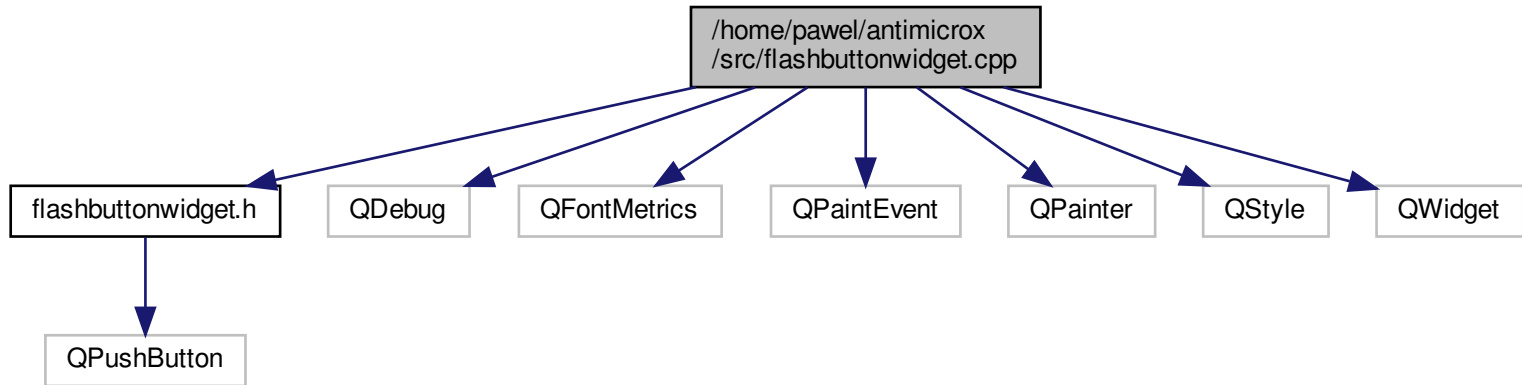 /home/pawel/antimicrox
/src/flashbuttonwidget.cpp
flashbuttonwidget.h
QDebug
QFontMetrics
QPaintEvent
QPainter
QStyle
QWidget
QPushButton